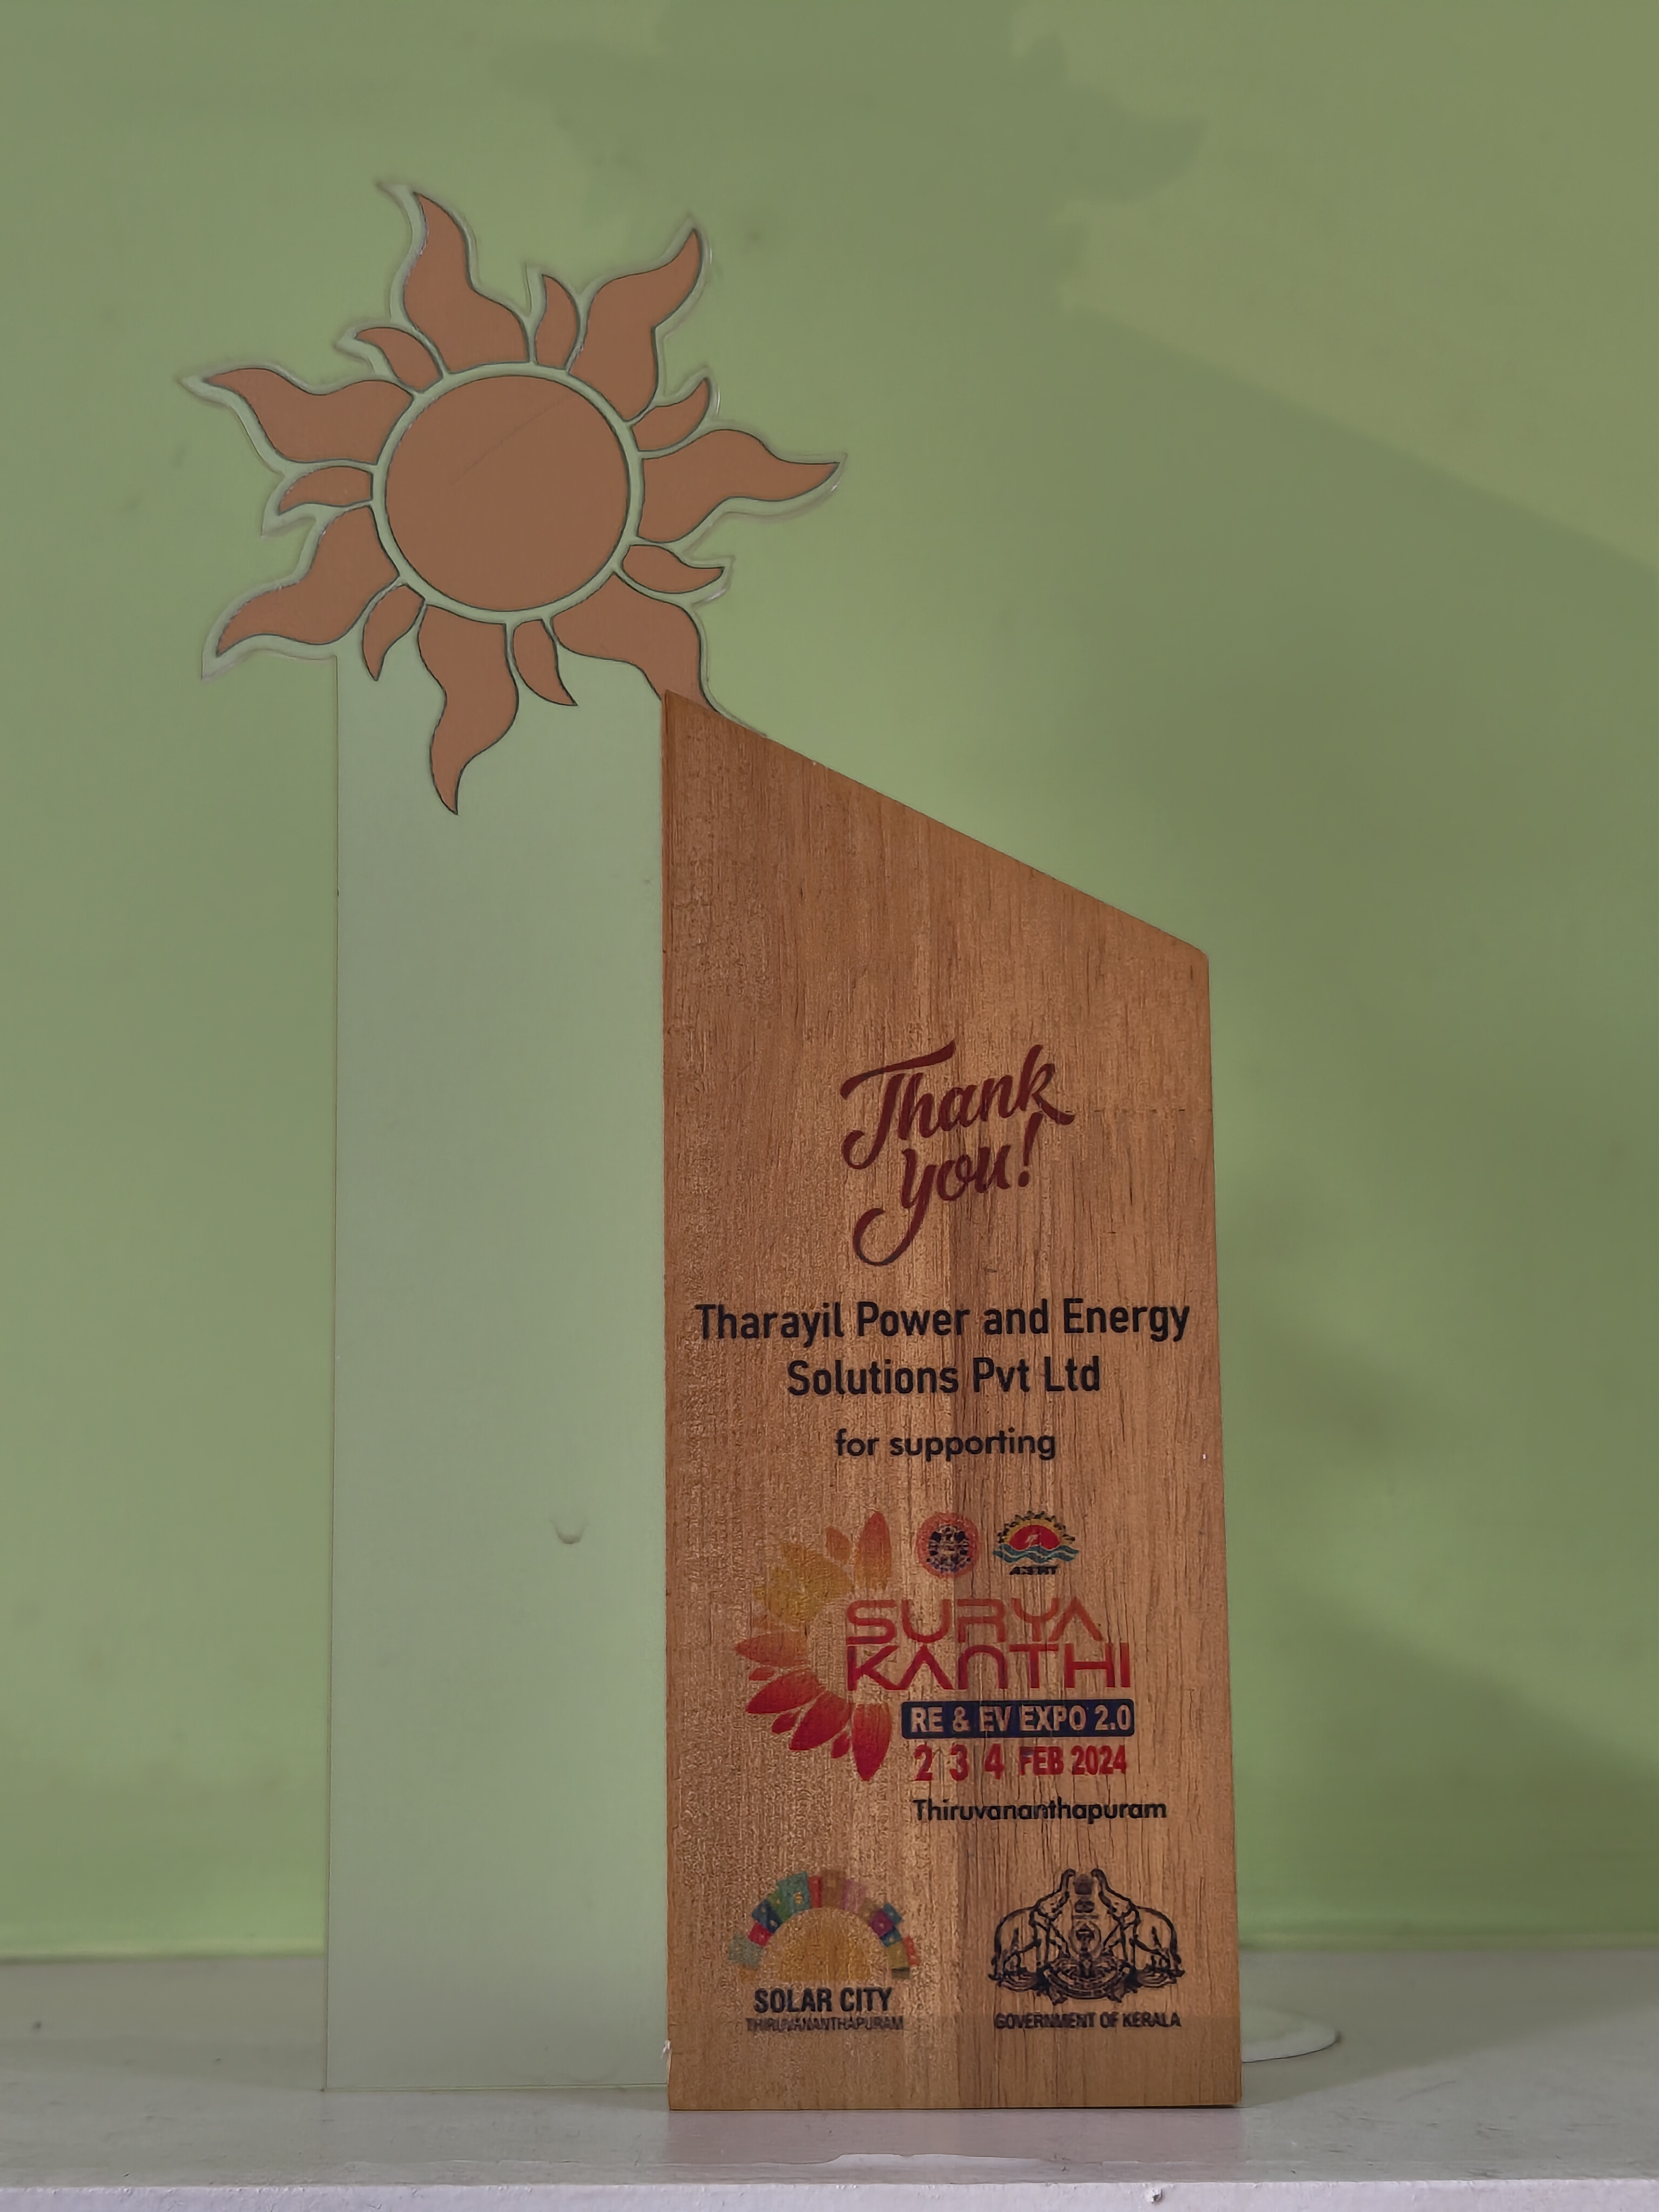 Thank
you!
Tharayil Power and Energy
Solutions Pvt Ltd
for supporting
SURYA
KANTHI
RE & EV EXPO 2.0
2 3 4 FEB 2024
Thiruvananthapuram
SOLAR CITY
THIRUVANANTHAPURAM
GOVERNMENT OF KERALA